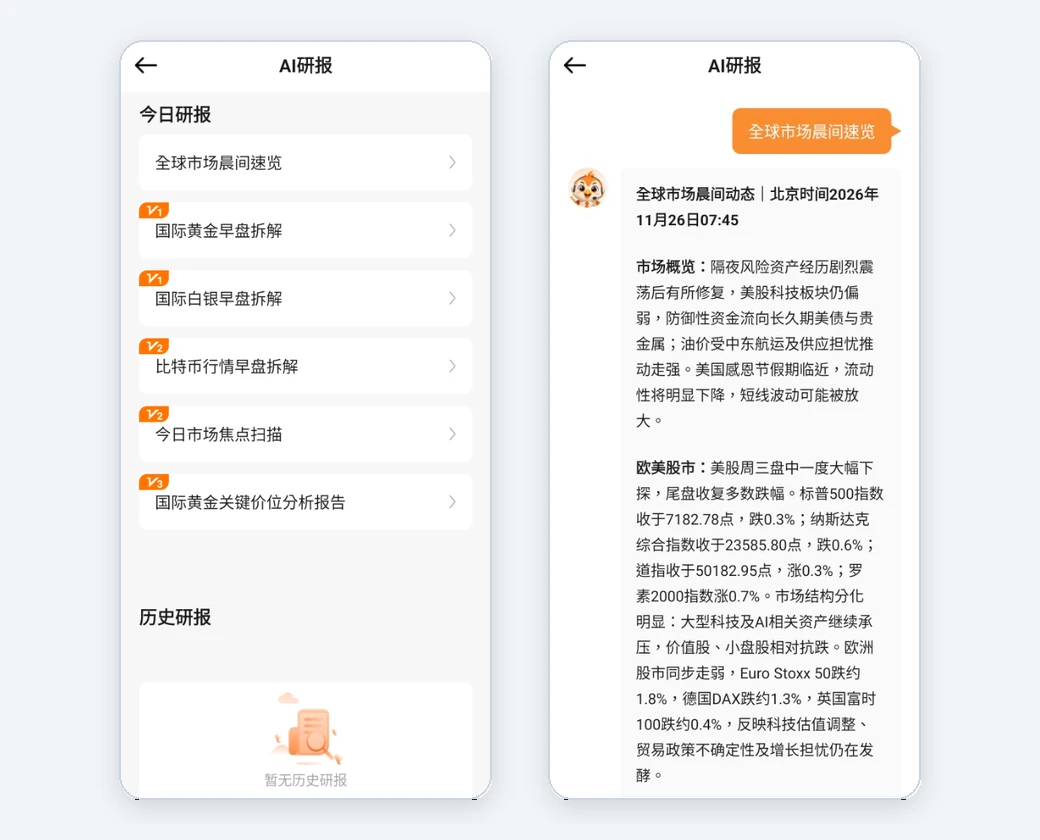 AI研报
今日研报
全球市场晨间速览
V1
国际黄金早盘拆解
V1
国际白银早盘拆解
V2
比特币行情早盘拆解
V2
今日市场焦点扫描
V3
国际黄金关键价位分析报告
历史研报
暂无历史研报
AI研报
全球市场晨间速览
全球市场晨间动态｜北京时间2026年
11月26日07:45
市场概览：隔夜风险资产经历剧烈震
荡后有所修复，美股科技板块仍偏
弱，防御性资金流向长久期美债与贵
金属；油价受中东航运及供应担忧推
动走强。美国感恩节假期临近，流动
性将明显下降，短线波动可能被放
大。
欧美股市：美股周三盘中一度大幅下
探，尾盘收复多数跌幅。标普500指数
收于7182.78点，跌0.3%；纳斯达克
综合指数收于23585.80点，跌0.6%；
道指收于50182.95点，涨0.3%；罗
素2000指数涨0.7%。市场结构分化
明显：大型科技及AI相关资产继续承
压，价值股、小盘股相对抗跌。欧洲
股市同步走弱，Euro Stoxx 50跌约
1.8%，德国DAX跌约1.3%，英国富时
100跌约0.4%，反映科技估值调整、
贸易政策不确定性及增长担忧仍在发
酵。